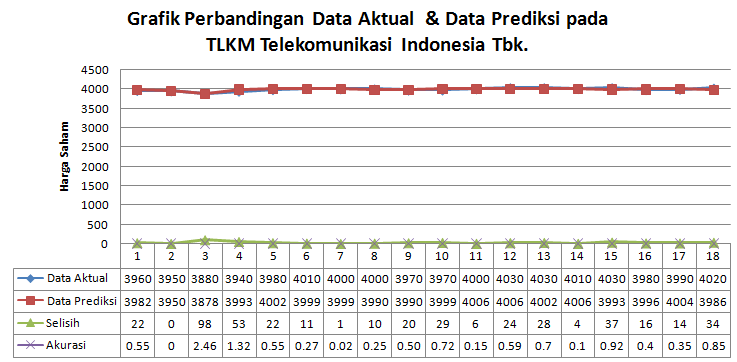 Grafik Perbandingan Data Aktual & Data Prediksi pada
TLKM Telekomunikasi Indonesia Tbk.
4500
4000
3500
3000
2500
2000
1500
1000
500
0
Harga Saham
1 2 3 4 5 6 7 8 9 10 11 12 13 14 15 16 17 18
Data Aktual 3960 3950 3880 3940 3980 4010 4000 4000 3970 3970 4000 4030 4030 4010 4030 3980 3990 4020
Data Prediksi 3982 3950 3878 3993 4002 3999 3999 3990 3990 3999 4006 4006 4002 4006 3993 3996 4004 3986
Selisih 22 0 98 53 22 11 1 10 20 29 6 24 28 4 37 16 14 34
Akurasi 0.55 0 2.46 1.32 0.55 0.27 0.02 0.25 0.50 0.72 0.15 0.59 0.7 0.1 0.92 0.4 0.35 0.85